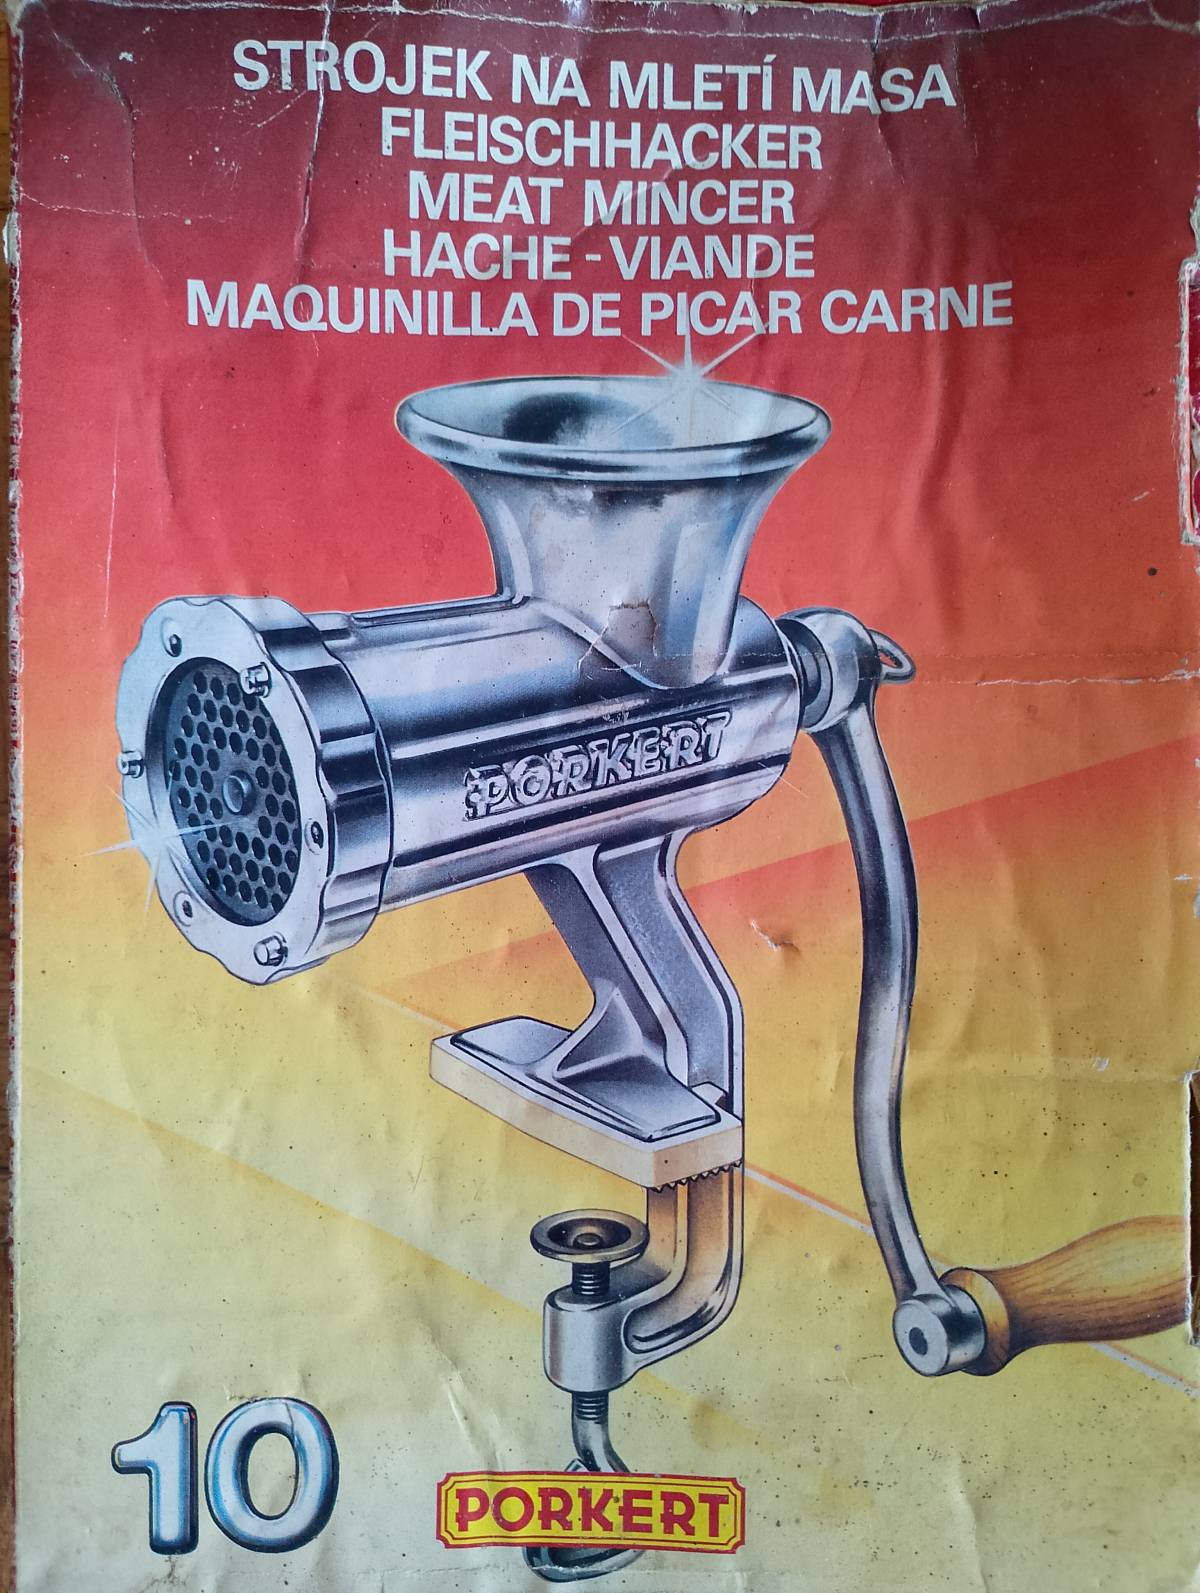 STROJEK NA MLETÍ MASA
FLEISCHHACKER
MEAT MINCER
HACHE - VIANDE
MAQUINILLA DE PICAR CARNE
PORKERT
10
PORKERT